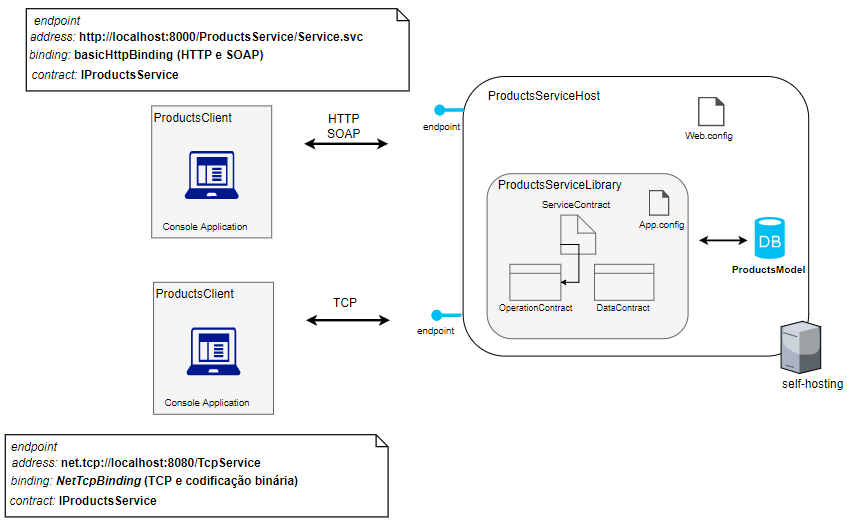 endpoint
address: http://localhost:8000/ProductsService/Service.svc
binding: basicHttpBinding (HTTP e SOAP)
contract: IProductsService
ProductsClient
Console Application
HTTP
SOAP
endpoint
ProductsServiceHost
Web.config
ProductsServiceLibrary
ServiceContract
App.config
OperationContract
DataContract
DB
ProductsModel
ProductsClient
Console Application
TCP
endpoint
self-hosting
endpoint
address: net.tcp://localhost:8080/TcpService
binding: NetTcpBinding (TCP e codificação binária)
contract: IProductsService